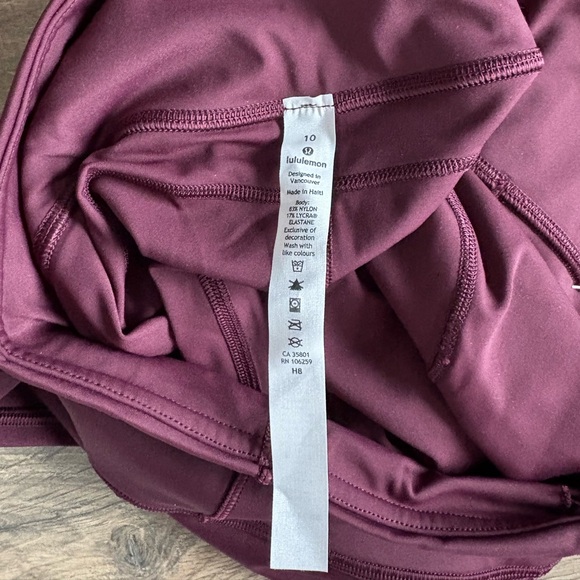 10
lululemon
Designed in
Vancouver
Made in Haiti
Body:
83% NYLON
17% LYCRA®
ELASTANE
Exclusive of
decoration
Wash with
like colours
CA 35801
RN 106259
H8